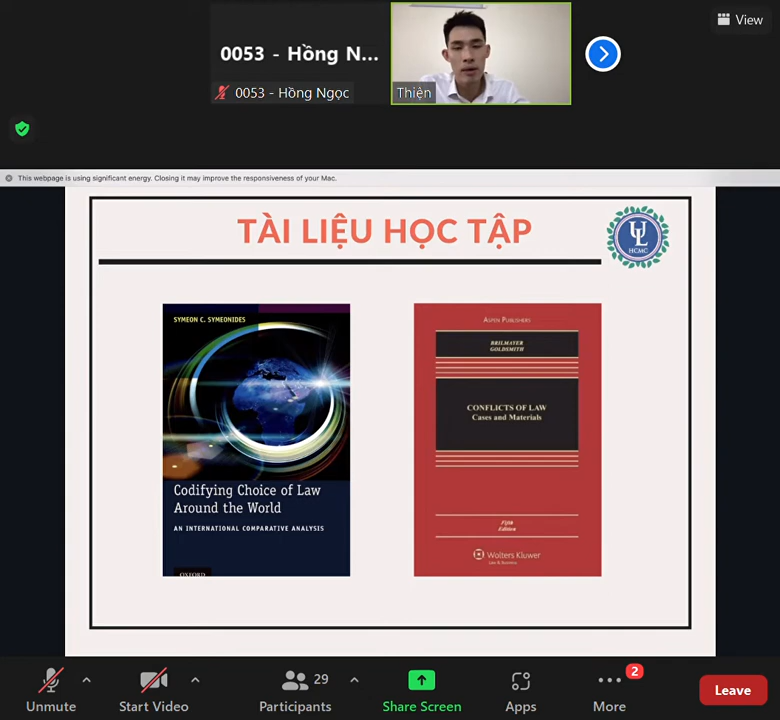 View
0053 - Hồng N...
0053 - Hồng Ngọc
Thiện
This webpage is using significant energy. Closing it may improve the responsiveness of your Mac.
TÀI LIỆU HỌC TẬP
UL
HCMC
SYMEON C. SYMEONIDES
Codifying Choice of Law
Around the World
AN INTERNATIONAL COMPARATIVE ANALYSIS
OXFORD
ASPEN PUBLISHERS
BRILMAYER
GOLDSMITH
CONFLICTS OF LAW
Cases and Materials
Fifth
Edition
Wolters Kluwer
Law & Business
Unmute
Start Video
29
Participants
Share Screen
Apps
2
More
Leave